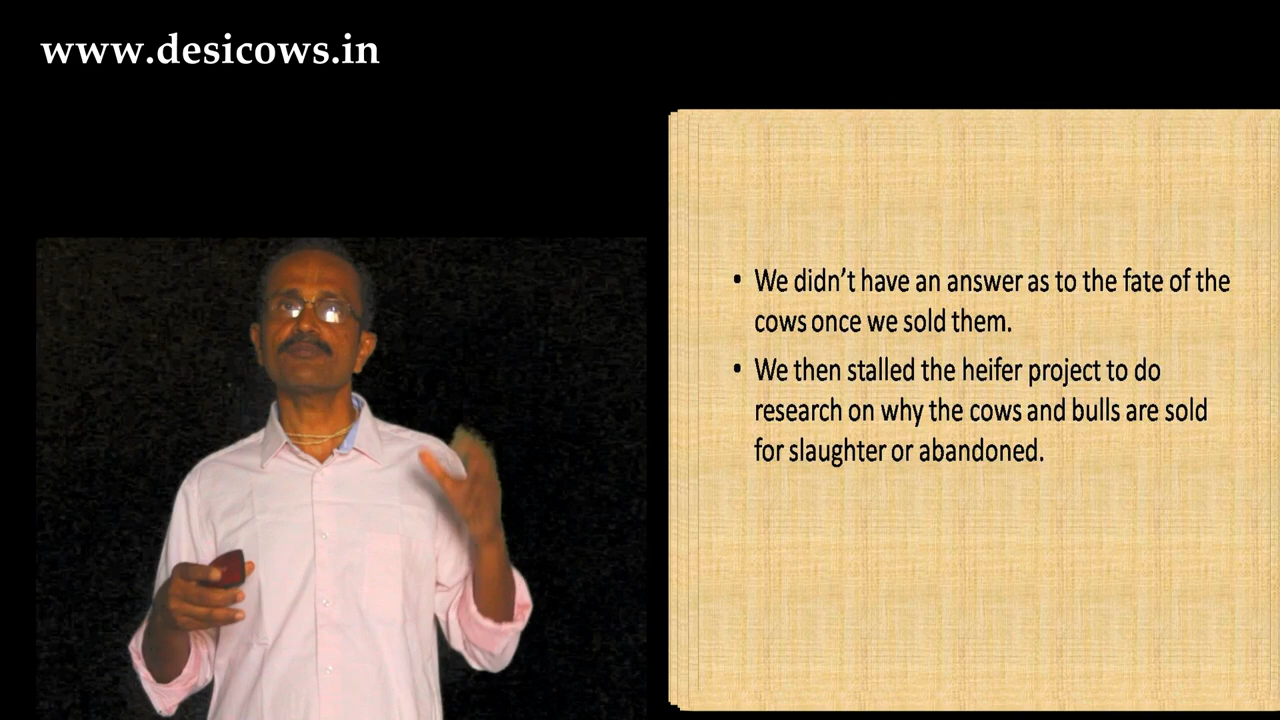 www.desicows.in
• We didn't have an answer as to the fate of the
cows once we sold them.
• We then stalled the heifer project to do
research on why the cows and bulls are sold
for slaughter or abandoned.